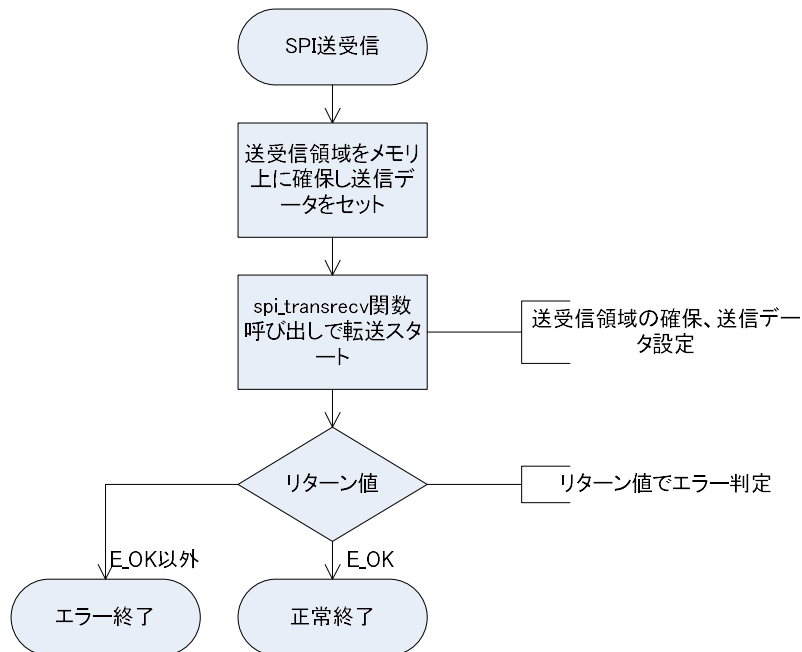 SPI送受信
送受信領域をメモリ
上に確保し送信デ
ータをセット
spi_transrecv関数
呼び出しで転送スタ
ート
送受信領域の確保、送信デー
タ設定
リターン値
リターン値でエラー判定
E_OK以外
E_OK
エラー終了
正常終了